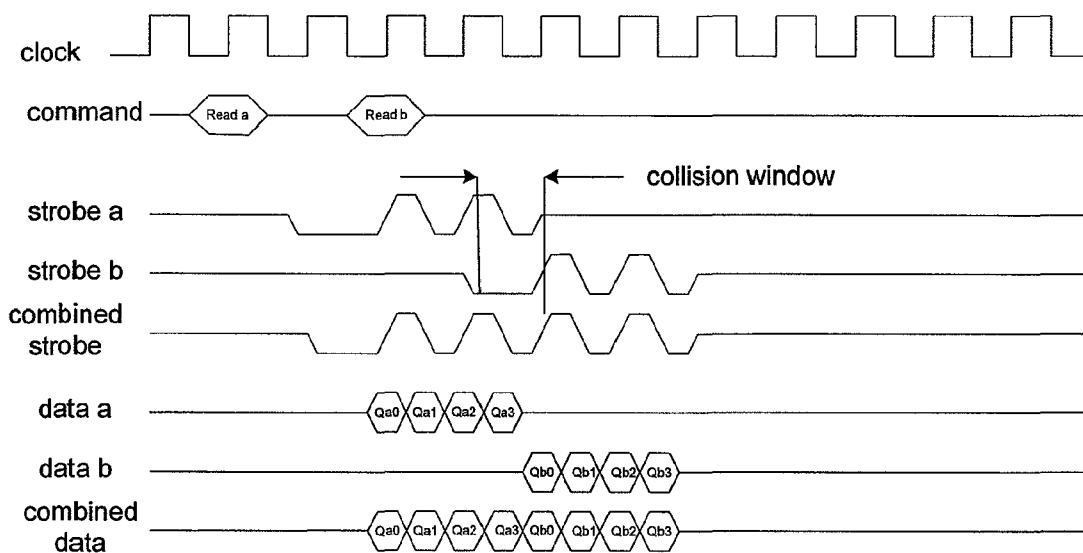 clock
command
Read a
Read b
collision window
strobe a
strobe b
combined
strobe
data a
Qa0 Qa1 Qa2 Qa3
data b
Qb0 Qb1 Qb2 Qb3
combined
data
Qa0 Qa1 Qa2 Qa3 Qb0 Qb1 Qb2 Qb3